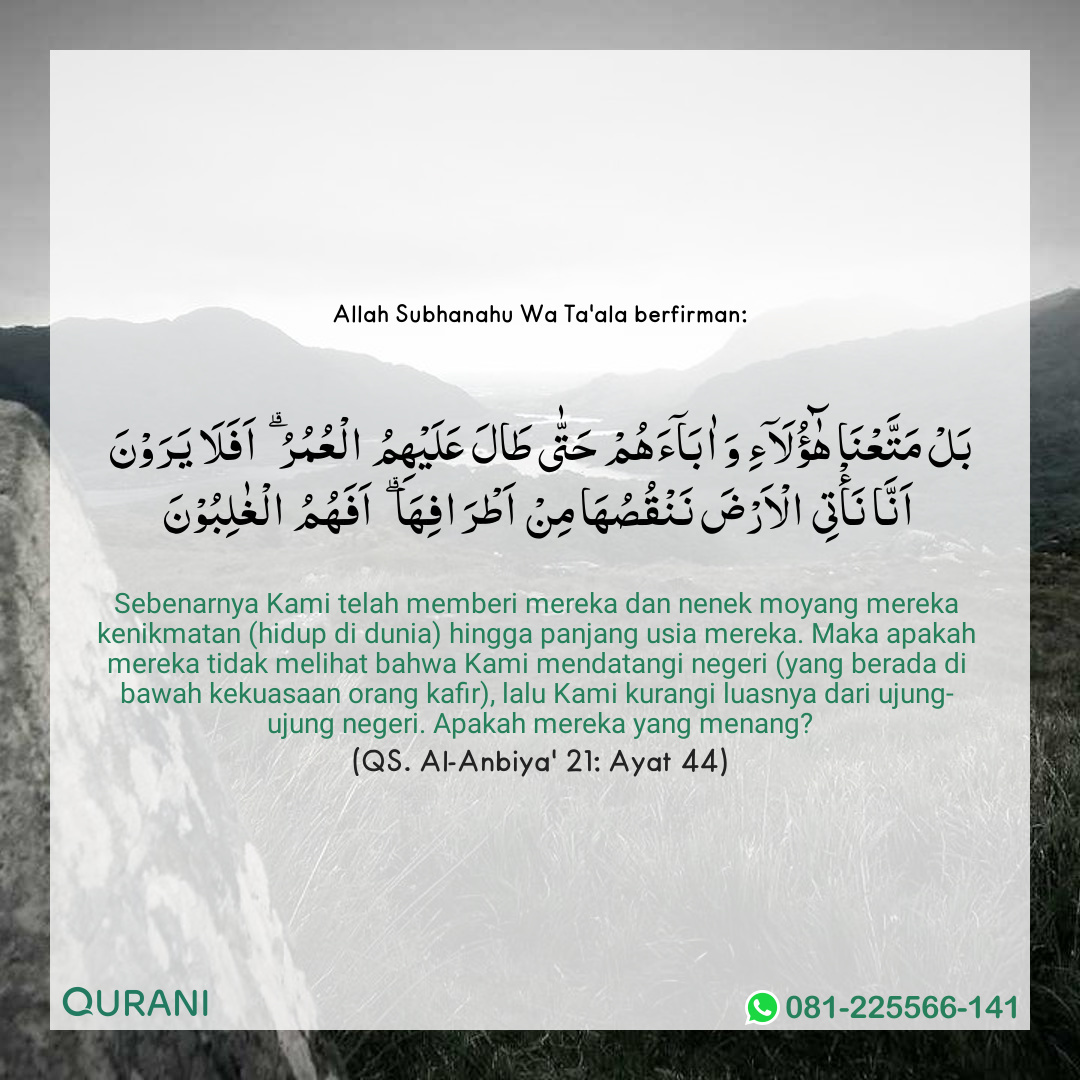 Allah Subhanahu Wa Ta'ala berfirman:
بَلْ مَتَّعْنَا هٰۤؤُلَآءِ وَ اٰبَآءَهُمْ حَتّٰى طَا لَ عَلَيْهِمُ الْعُمُرُ ۗ اَفَلَا يَرَوْنَ
اَنَّا نَأْتِى الْاَ رْضَ نَنْقُصُهَا مِنْ اَطْرَا فِهَا ۗ اَفَهُمُ الْغٰلِبُوْنَ
Sebenarnya Kami telah memberi mereka dan nenek moyang mereka
kenikmatan (hidup di dunia) hingga panjang usia mereka. Maka apakah
mereka tidak melihat bahwa Kami mendatangi negeri (yang berada di
bawah kekuasaan orang kafir), lalu Kami kurangi luasnya dari ujung-
ujung negeri. Apakah mereka yang menang?
(QS. Al-Anbiya' 21: Ayat 44)
QURANI
081-225566-141